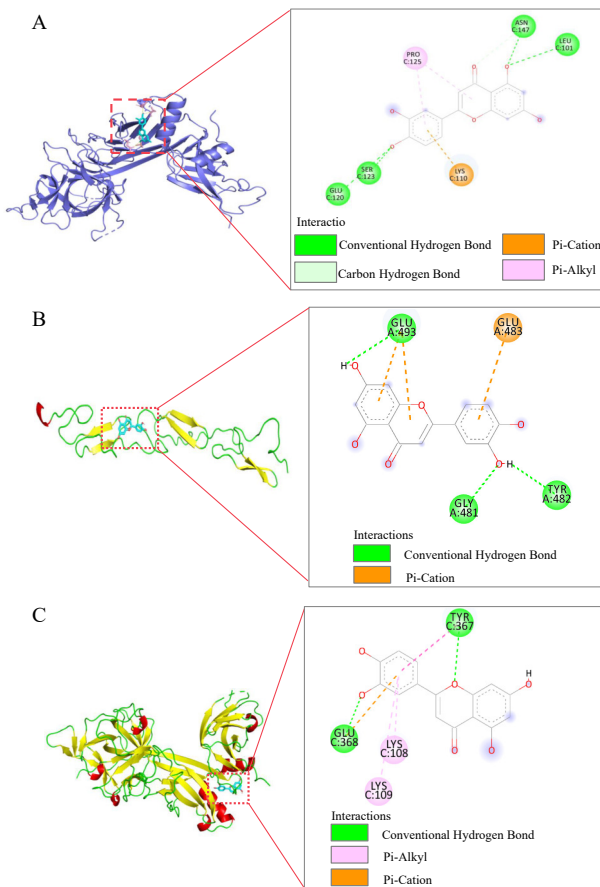 A
ASN
C:147
LEU
C:101
PRO
C:125
O
O
O
O
O
O
LYS
C:110
SER
C:123
GLU
C:120
Interactio
Conventional Hydrogen Bond
Pi-Cation
Carbon Hydrogen Bond
Pi-Alkyl
B
GLU
A:493
GLU
A:483
H
O
O
O
O
O
O
H
GLY
A:481
TYR
A:482
Interactions
Conventional Hydrogen Bond
Pi-Cation
C
TYR
C:367
O
O
O
H
O
O
O
GLU
C:368
LYS
C:108
LYS
C:109
Interactions
Conventional Hydrogen Bond
Pi-Alkyl
Pi-Cation